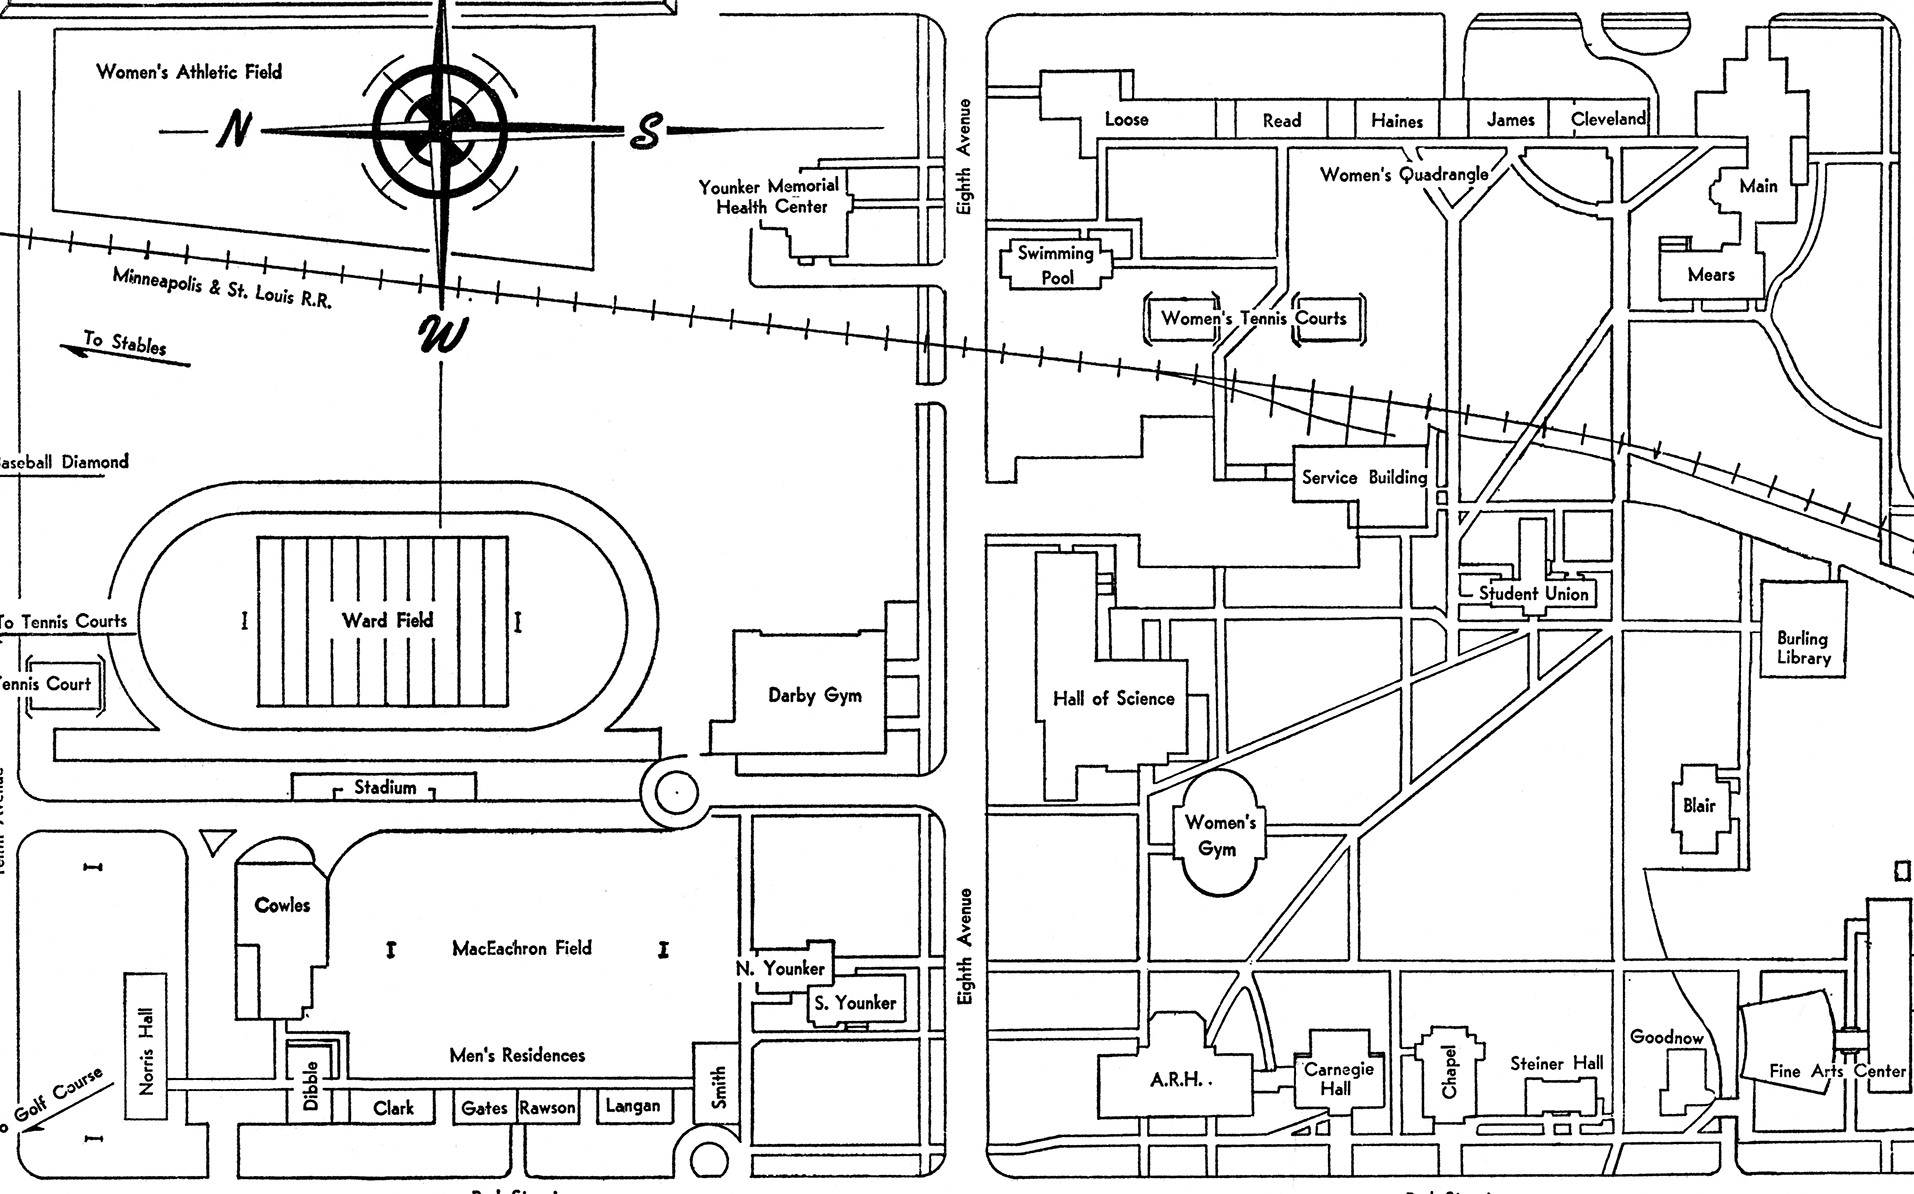 Women's Athletic Field
N
S
W
Minneapolis & St. Louis R.R.
To Stables
Baseball Diamond
To Tennis Courts
Tennis Court
Ward Field
Stadium
Younker Memorial
Health Center
Darby Gym
Eighth Avenue
Loose
Read
Haines
James
Cleveland
Women's Quadrangle
Main
Mears
Swimming
Pool
Women's Tennis Courts
Service Building
Student Union
Burling
Library
Hall of Science
Women's
Gym
Blair
Cowles
MacEachron Field
N. Younker
S. Younker
Eighth Avenue
Norris Hall
Men's Residences
Dibble
Clark
Gates
Rawson
Langan
Smith
Golf Course
A.R.H.
Carnegie
Hall
Chapel
Steiner Hall
Goodnow
Fine Arts Center